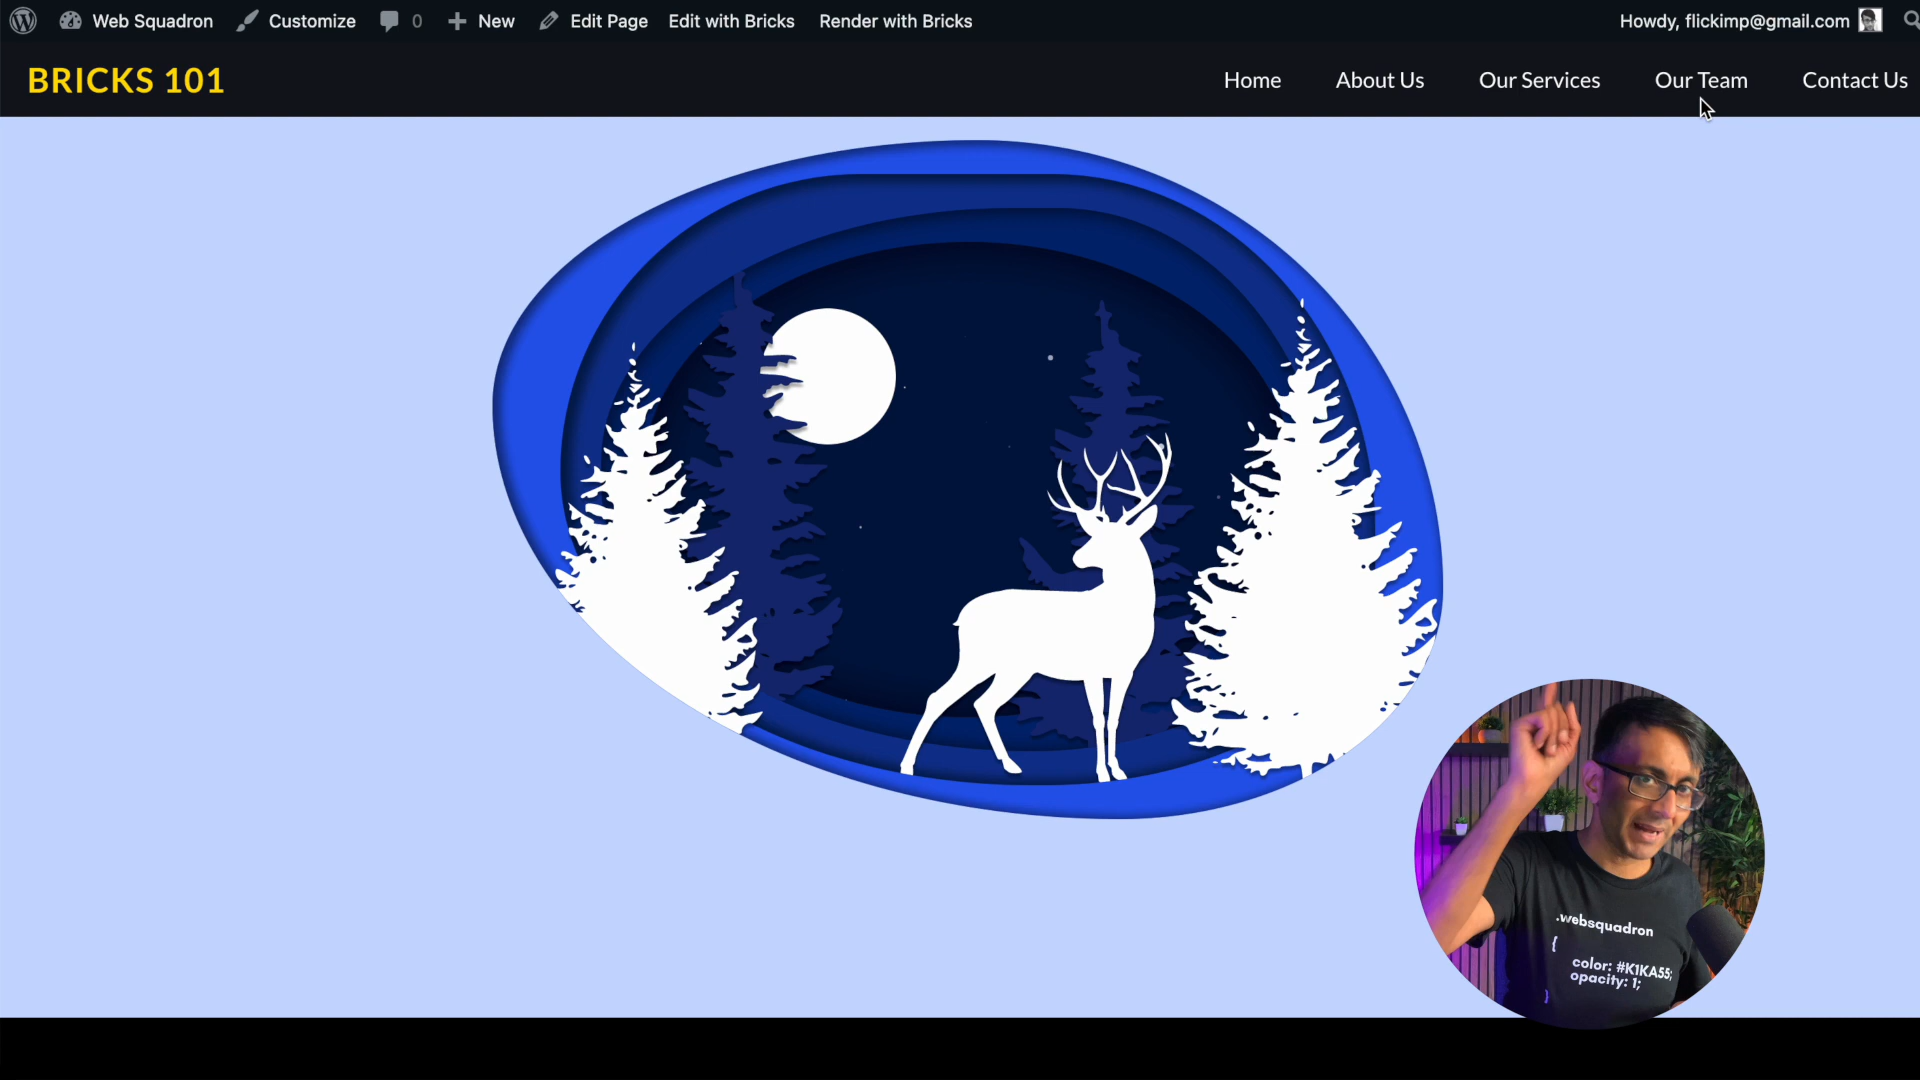 Web Squadron Customize 0 New Edit Page Edit with Bricks Render with Bricks Howdy, flickimp@gmail.com
BRICKS 101 Home About Us Our Services Our Team Contact Us
.websquadron
{
color: #K1KA55;
opacity: 1;
}